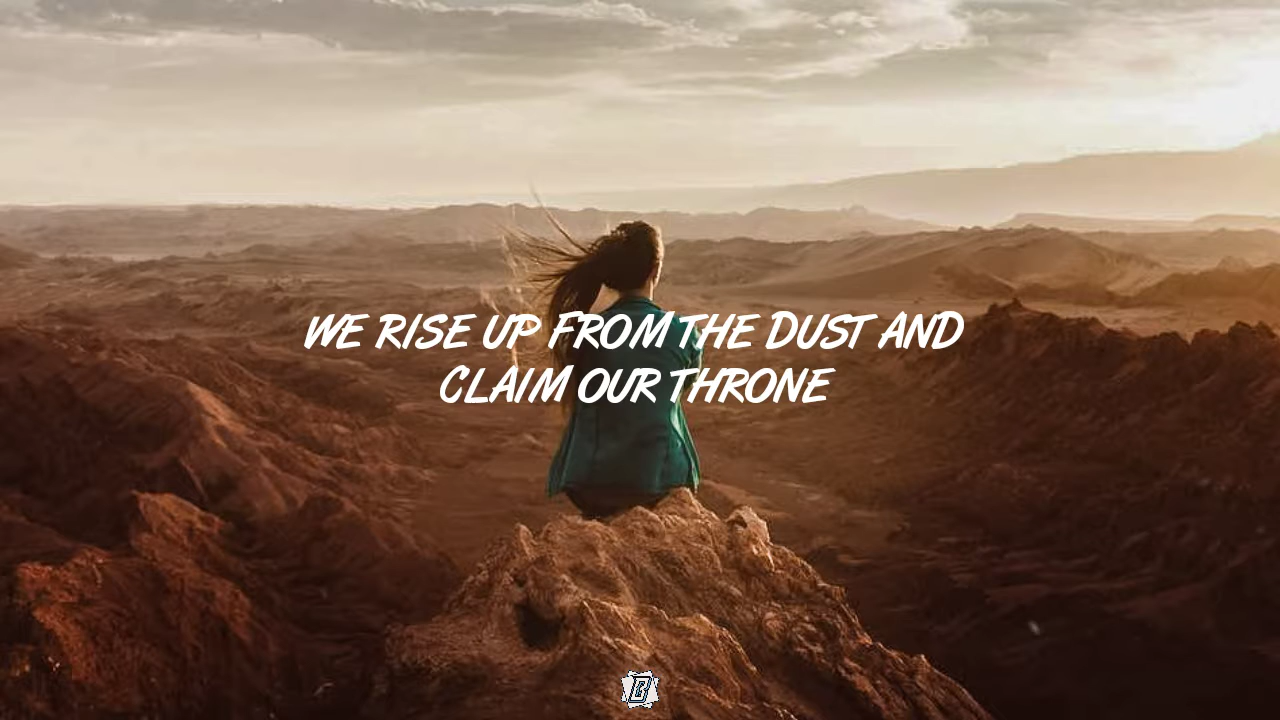 WE RISE UP FROM THE DUST AND
CLAIM OUR THRONE